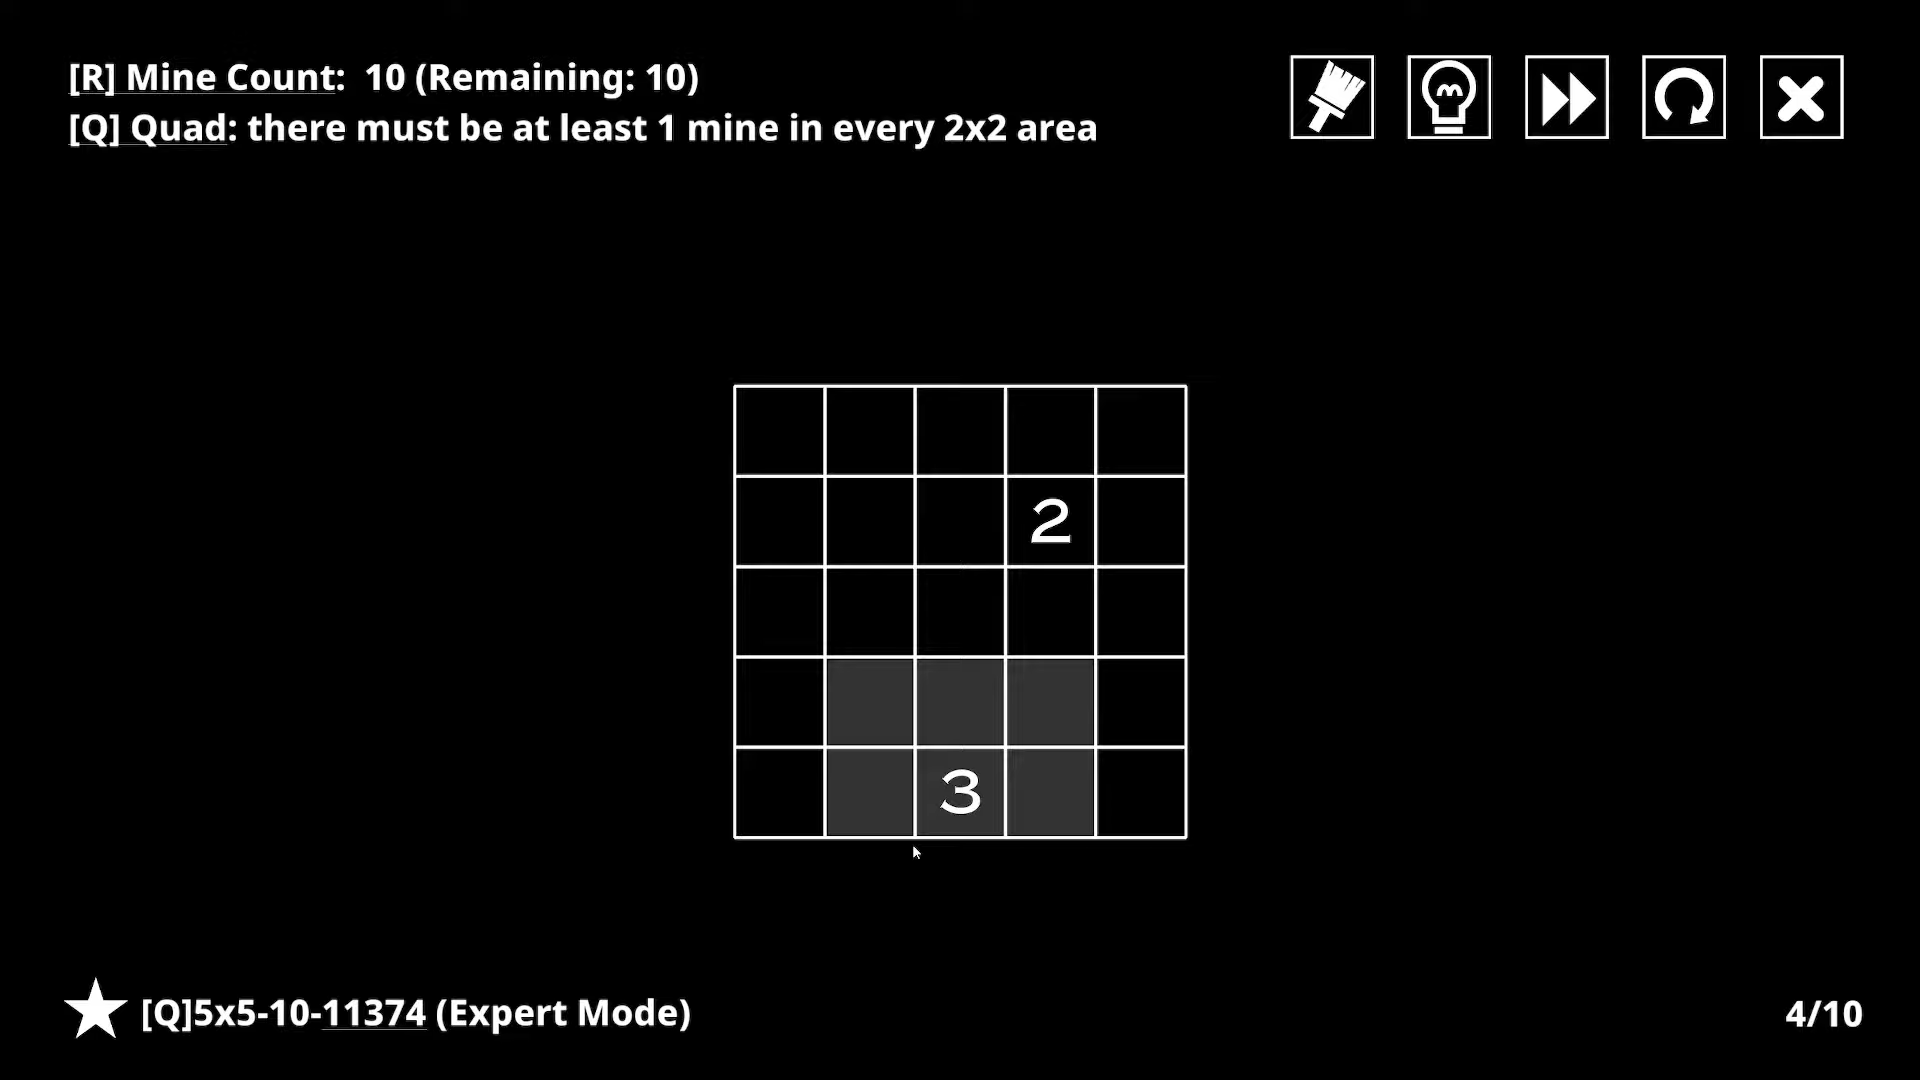 [R] Mine Count: 10 (Remaining: 10)
[Q] Quad: there must be at least 1 mine in every 2x2 area
2
3
[Q]5x5-10-11374 (Expert Mode)
4/10